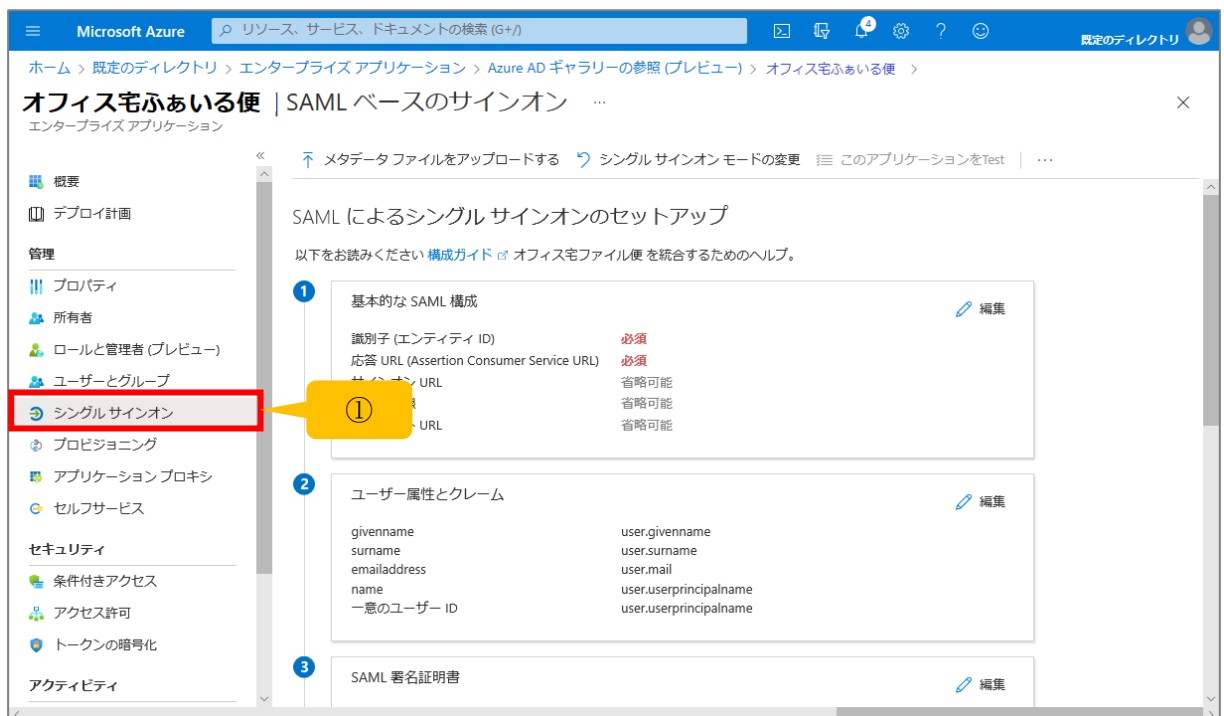 Microsoft Azure
リソース、サービス、ドキュメントの検索 (G+/)
4
既定のディレクトリ
ホーム > 既定のディレクトリ > エンタープライズ アプリケーション > Azure AD ギャラリーの参照 (プレビュー) > オフィス宅ふぁいる便 >
オフィス宅ふぁいる便 | SAML ベースのサインオン ...
エンタープライズ アプリケーション
メタデータ ファイルをアップロードする シングル サインオン モードの変更 このアプリケーションをTest | ...
概要
デプロイ計画
管理
プロパティ
所有者
ロールと管理者 (プレビュー)
ユーザーとグループ
シングル サインオン
プロビジョニング
アプリケーション プロキシ
セルフサービス
セキュリティ
条件付きアクセス
アクセス許可
トークンの暗号化
アクティビティ
①
SAML によるシングル サインオンのセットアップ
以下をお読みください 構成ガイド オフィス宅ファイル便 を統合するためのヘルプ。
1
基本的な SAML 構成
編集
識別子 (エンティティ ID) 必須
応答 URL (Assertion Consumer Service URL) 必須
サインオン URL 省略可能
省略可能
URL 省略可能
2
ユーザー属性とクレーム
編集
givenname user.givenname
surname user.surname
emailaddress user.mail
name user.userprincipalname
一意のユーザー ID user.userprincipalname
3
SAML 署名証明書
編集